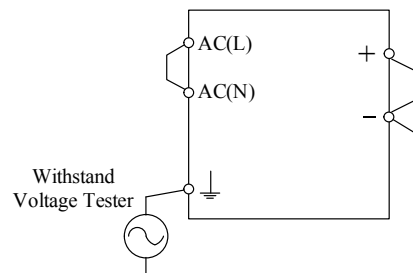 AC(L)
+
AC(N)
−
Withstand
Voltage Tester